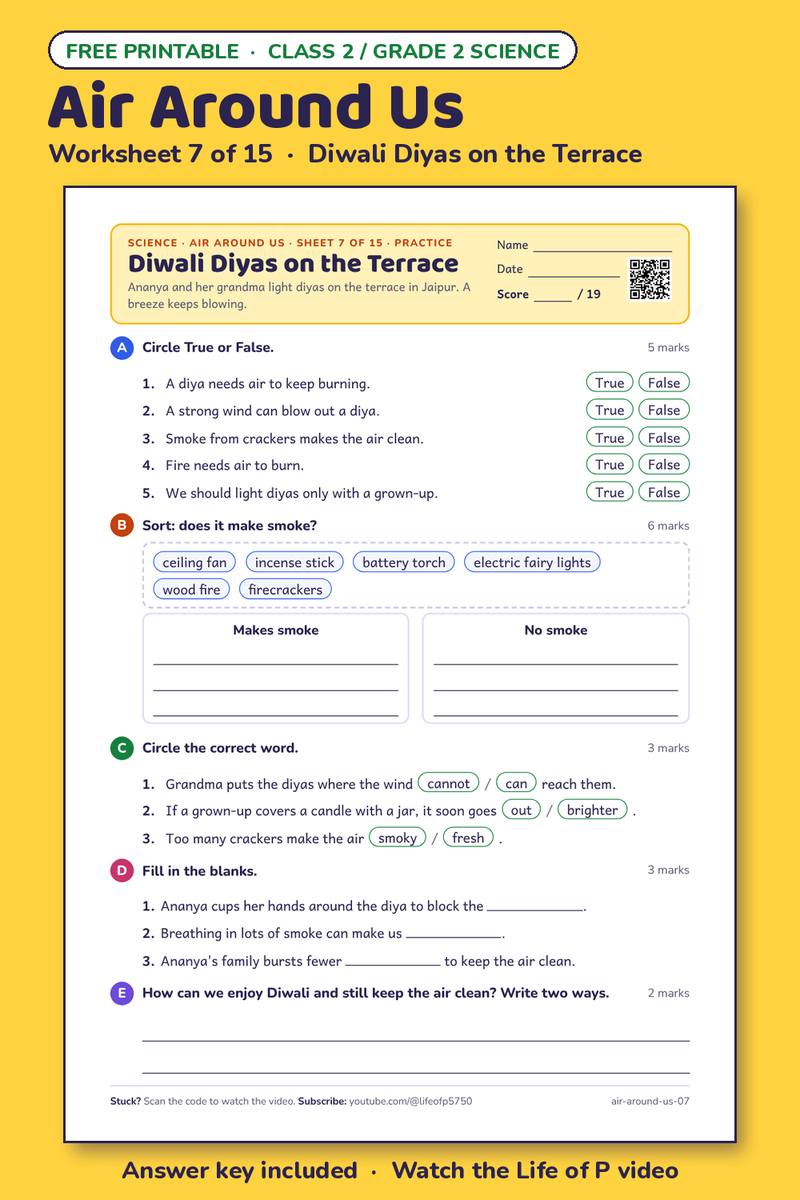 FREE PRINTABLE · CLASS 2 / GRADE 2 SCIENCE
Air Around Us
Worksheet 7 of 15 · Diwali Diyas on the Terrace
SCIENCE · AIR AROUND US · SHEET 7 OF 15 · PRACTICE
Diwali Diyas on the Terrace
Ananya and her grandma light diyas on the terrace in Jaipur. A
breeze keeps blowing.
Name
Date
Score / 19
A Circle True or False. 5 marks
1. A diya needs air to keep burning. True False
2. A strong wind can blow out a diya. True False
3. Smoke from crackers makes the air clean. True False
4. Fire needs air to burn. True False
5. We should light diyas only with a grown-up. True False
B Sort: does it make smoke? 6 marks
ceiling fan incense stick battery torch electric fairy lights
wood fire firecrackers
Makes smoke No smoke
C Circle the correct word. 3 marks
1. Grandma puts the diyas where the wind cannot / can reach them.
2. If a grown-up covers a candle with a jar, it soon goes out / brighter .
3. Too many crackers make the air smoky / fresh .
D Fill in the blanks. 3 marks
1. Ananya cups her hands around the diya to block the ____________.
2. Breathing in lots of smoke can make us ____________.
3. Ananya's family bursts fewer ____________ to keep the air clean.
E How can we enjoy Diwali and still keep the air clean? Write two ways. 2 marks
Stuck? Scan the code to watch the video. Subscribe: youtube.com/@lifeofp5750 air-around-us-07
Answer key included · Watch the Life of P video